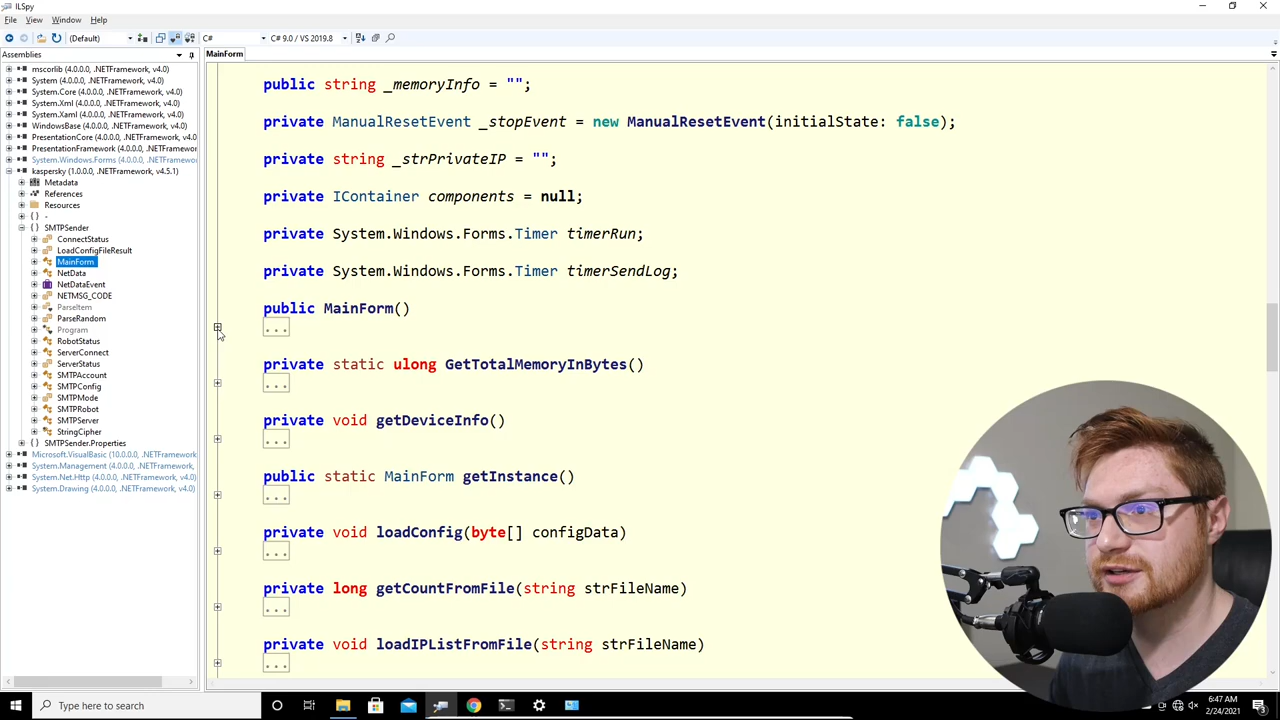 ILSpy
File View Window Help
(Default) C# C# 9.0 / VS 2019.8
Assemblies
mscorlib (4.0.0.0, .NETFramework, v4.0)
System (4.0.0.0, .NETFramework, v4.0)
System.Core (4.0.0.0, .NETFramework, v4.0)
System.Xml (4.0.0.0, .NETFramework, v4.0)
System.Xaml (4.0.0.0, .NETFramework, v4.0)
WindowsBase (4.0.0.0, .NETFramework, v4.0)
PresentationCore (4.0.0.0, .NETFramework, v4.0)
PresentationFramework (4.0.0.0, .NETFramework, v4.0)
System.Windows.Forms (4.0.0.0, .NETFramewo
kaspersky (1.0.0.0, .NETFramework, v4.5.1)
Metadata
References
Resources
{ } -
{ } SMTPSender
ConnectStatus
LoadConfigFileResult
MainForm
NetData
NetDataEvent
NETMSG_CODE
ParseItem
ParseRandom
Program
RobotStatus
ServerConnect
ServerStatus
SMTPAccount
SMTPConfig
SMTPMode
SMTPRobot
SMTPServer
StringCipher
{ } SMTPSender.Properties
Microsoft.VisualBasic (10.0.0.0, .NETFramework,
System.Management (4.0.0.0, .NETFramework,
System.Net.Http (4.0.0.0, .NETFramework, v4.0)
System.Drawing (4.0.0.0, .NETFramework, v4.0)
MainForm
public string _memoryInfo = "";
private ManualResetEvent _stopEvent = new ManualResetEvent(initialState: false);
private string _strPrivateIP = "";
private IContainer components = null;
private System.Windows.Forms.Timer timerRun;
private System.Windows.Forms.Timer timerSendLog;
public MainForm()
...
private static ulong GetTotalMemoryInBytes()
...
private void getDeviceInfo()
...
public static MainForm getInstance()
...
private void loadConfig(byte[] configData)
...
private long getCountFromFile(string strFileName)
...
private void loadIPListFromFile(string strFileName)
...
Type here to search
6:47 AM
2/24/2021